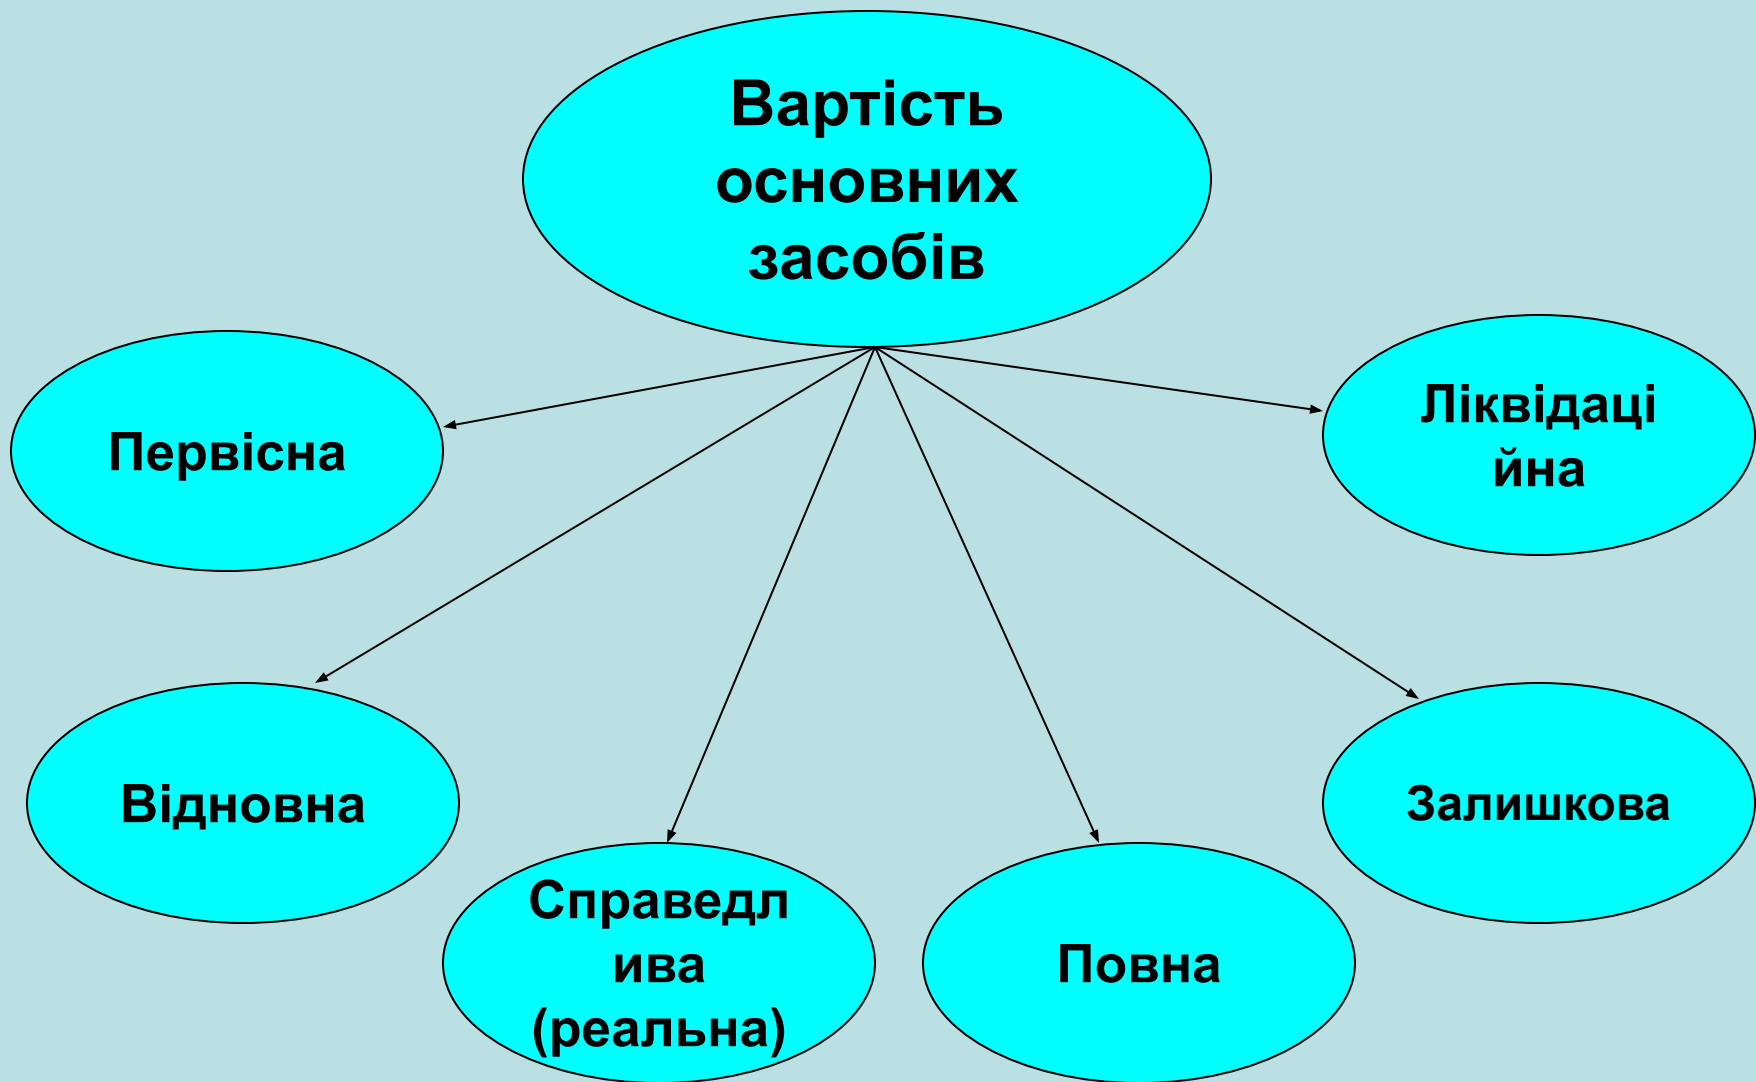 Вартість
основних
засобів
Первісна
Ліквідаці
йна
Відновна
Залишкова
Справедл
ива
(реальна)
Повна